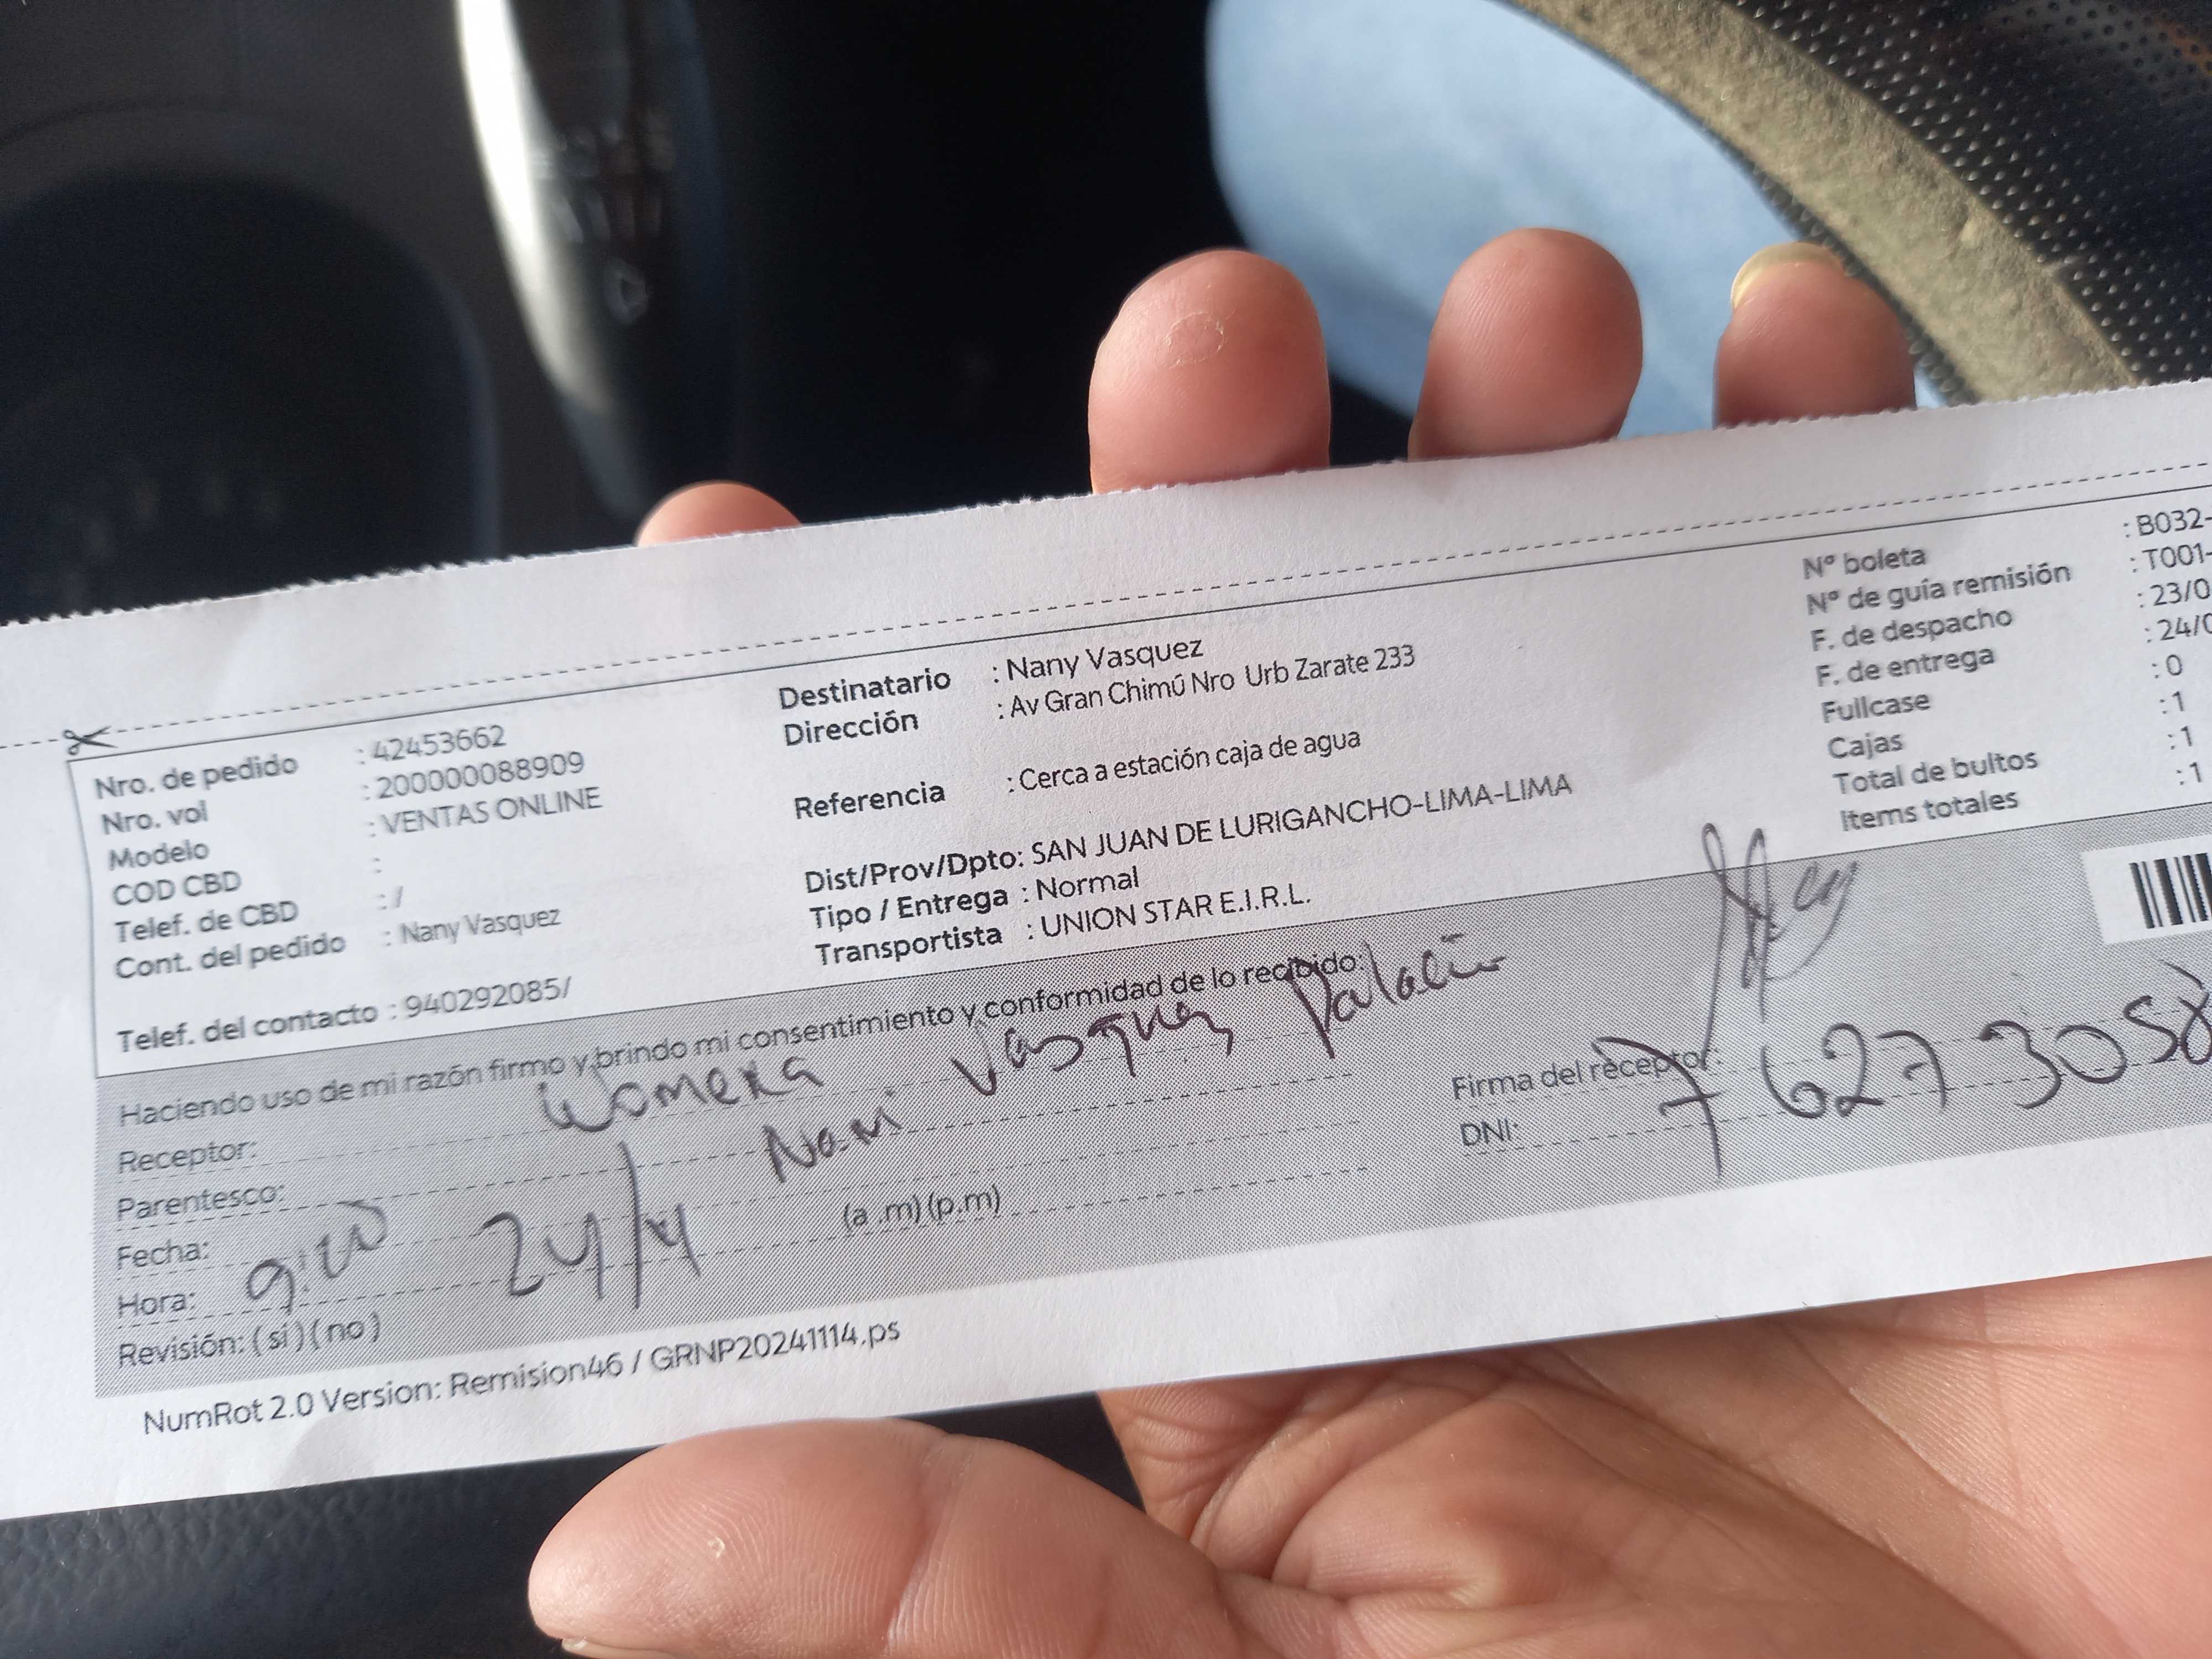 Nro. de pedido : 42453662
Nro. vol : 200000088909
Modelo : VENTAS ONLINE
COD CBD :
Telef. de CBD : /
Cont. del pedido : Nany Vasquez
Telef. del contacto : 940292085/
Destinatario : Nany Vasquez
Dirección : Av Gran Chimú Nro Urb Zarate 233
Referencia : Cerca a estación caja de agua
Dist/Prov/Dpto: SAN JUAN DE LURIGANCHO-LIMA-LIMA
Tipo / Entrega : Normal
Transportista : UNION STAR E.I.R.L.
N° boleta : B032-
N° de guía remisión : T001-
F. de despacho : 23/0
F. de entrega : 24/0
Fullcase : 0
Cajas : 1
Total de bultos : 1
Items totales : 1
Haciendo uso de mi razón firmo y brindo mi consentimiento y conformidad de lo recibido:
Receptor:
Parentesco: Nani Vasquez
Fecha: 24/4
Hora: (a .m) (p.m)
Revisión: (si) (no)
Firma del receptor:
DNI: 76273058
NumRot 2.0 Version: Remision46 / GRNP20241114.ps